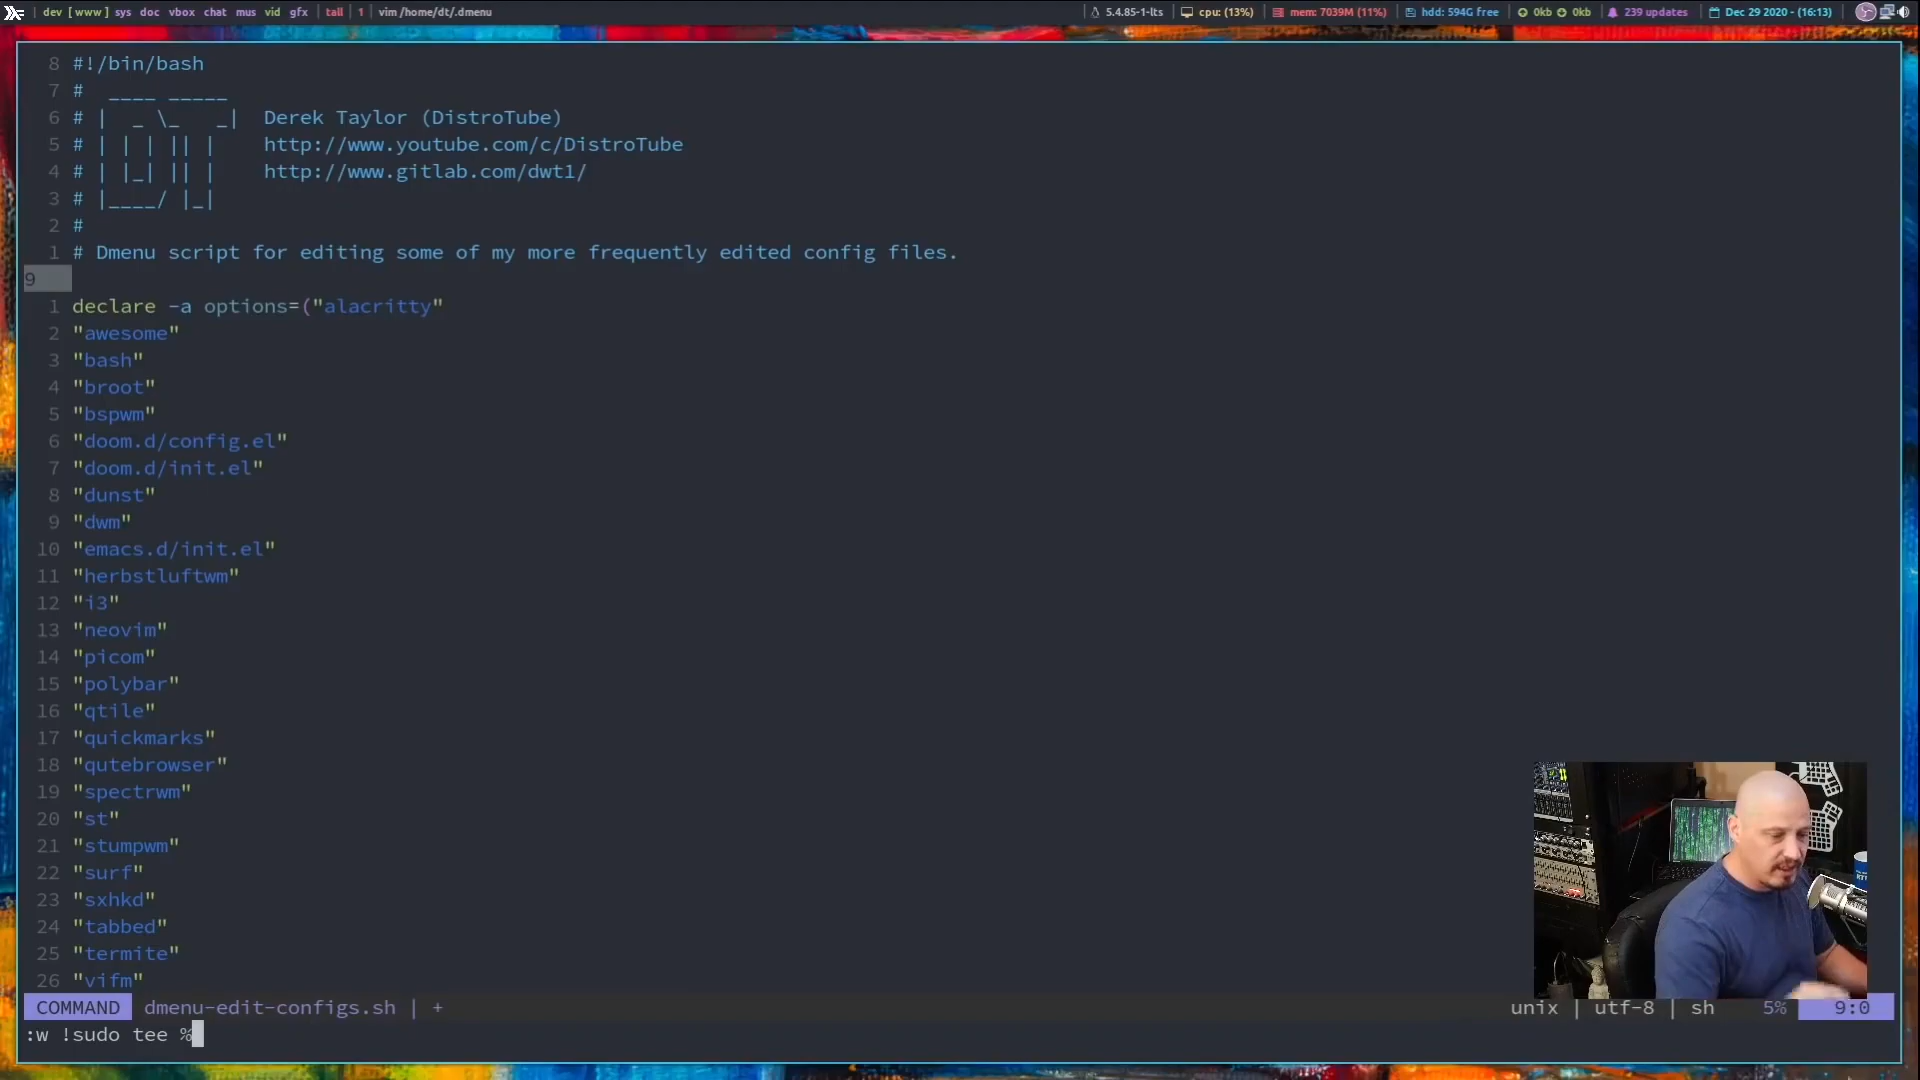 dev [ www ] sys doc vbox chat mus vid gfx | tall | 1 | vim /home/dt/.dmenu | 5.4.85-1-lts | cpu: (13%) | mem: 7039M (11%) | hdd: 594G free | 0kb 0kb | 239 updates | Dec 29 2020 - (16:13)
8 #!/bin/bash
7 #  ____ _____
6 # |  _ \_   _|  Derek Taylor (DistroTube)
5 # | | | || |    http://www.youtube.com/c/DistroTube
4 # | |_| || |    http://www.gitlab.com/dwt1/
3 # |____/ |_|
2 #
1 # Dmenu script for editing some of my more frequently edited config files.
9
1 declare -a options=("alacritty"
2 "awesome"
3 "bash"
4 "broot"
5 "bspwm"
6 "doom.d/config.el"
7 "doom.d/init.el"
8 "dunst"
9 "dwm"
10 "emacs.d/init.el"
11 "herbstluftwm"
12 "i3"
13 "neovim"
14 "picom"
15 "polybar"
16 "qtile"
17 "quickmarks"
18 "qutebrowser"
19 "spectrwm"
20 "st"
21 "stumpwm"
22 "surf"
23 "sxhkd"
24 "tabbed"
25 "termite"
26 "vifm"
COMMAND dmenu-edit-configs.sh | + unix | utf-8 | sh 5% 9:0
:w !sudo tee %